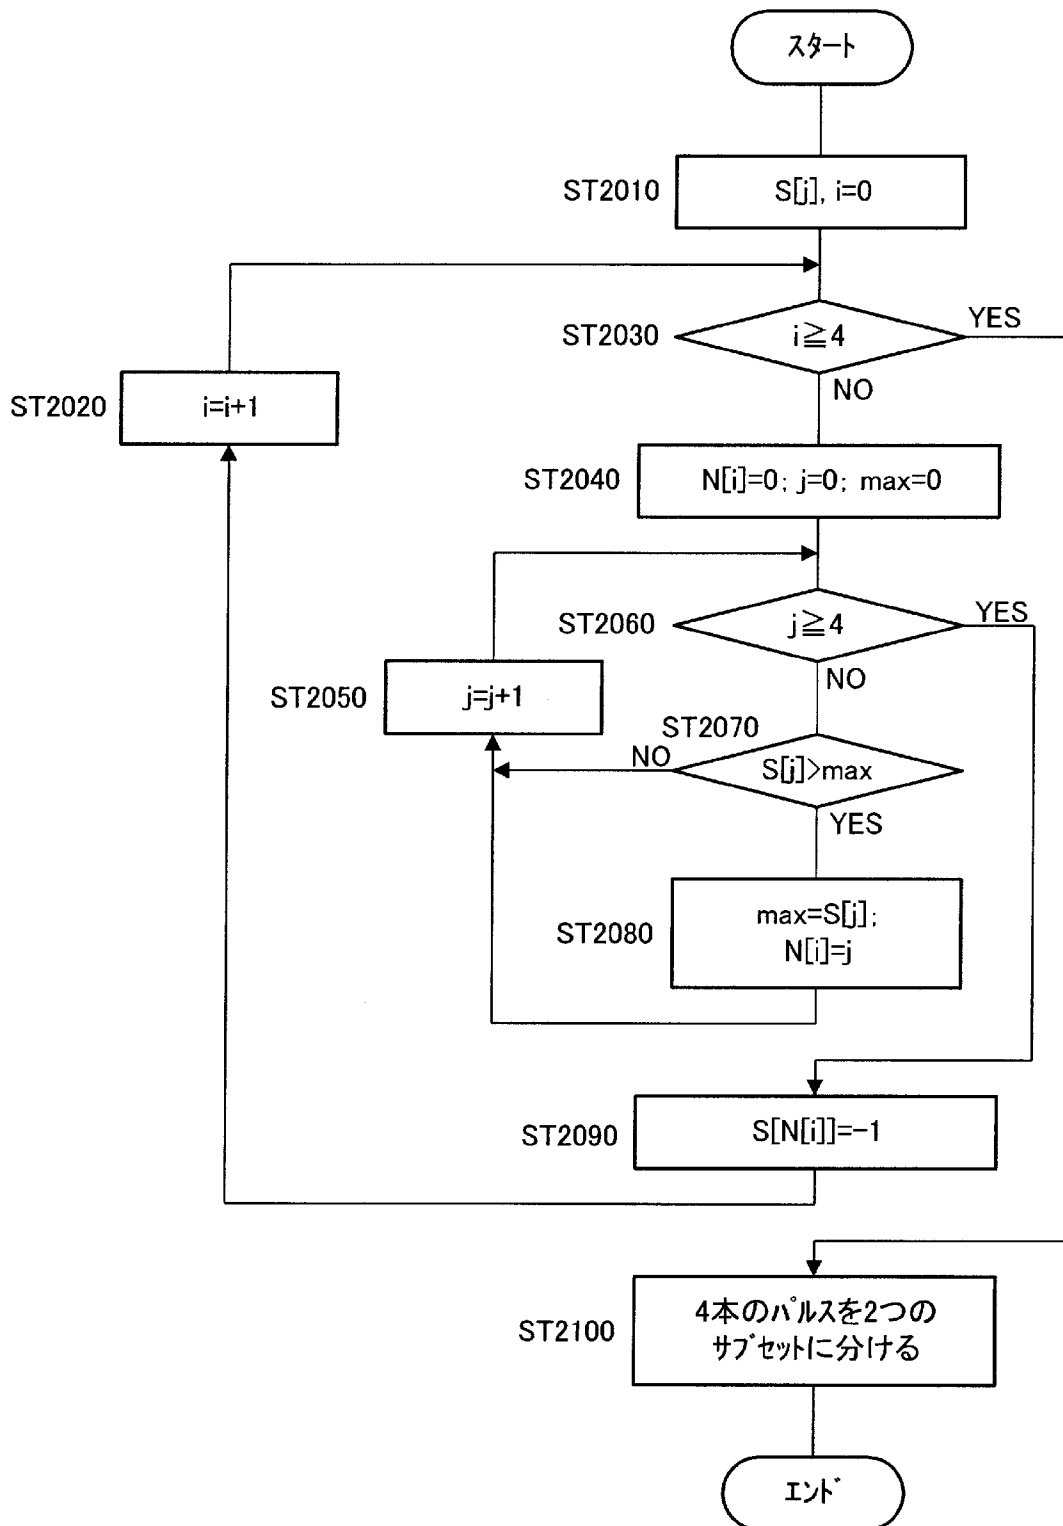 スタート
ST2010
S[j], i=0
ST2030
i≧4
YES
NO
ST2020
i=i+1
ST2040
N[i]=0; j=0; max=0
ST2060
j≧4
YES
NO
ST2050
j=j+1
ST2070
S[j]>max
NO
YES
ST2080
max=S[j];
N[i]=j
ST2090
S[N[i]]=-1
ST2100
4本のパルスを2つの
サブセットに分ける
エンド